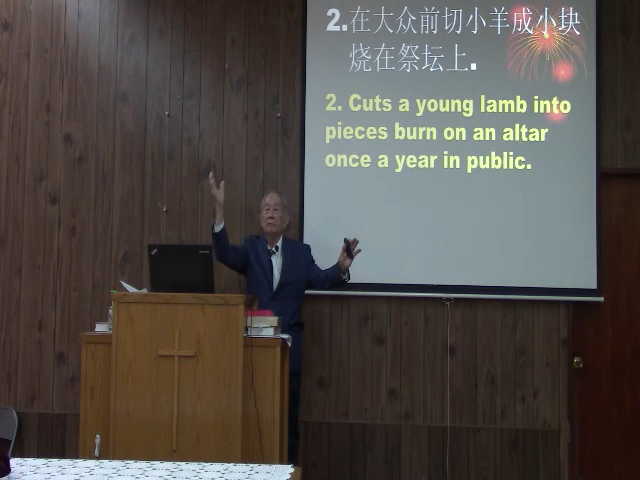 2.在大众前切小羊成小块
烧在祭坛上.
2. Cuts a young lamb into
pieces burn on an altar
once a year in public.